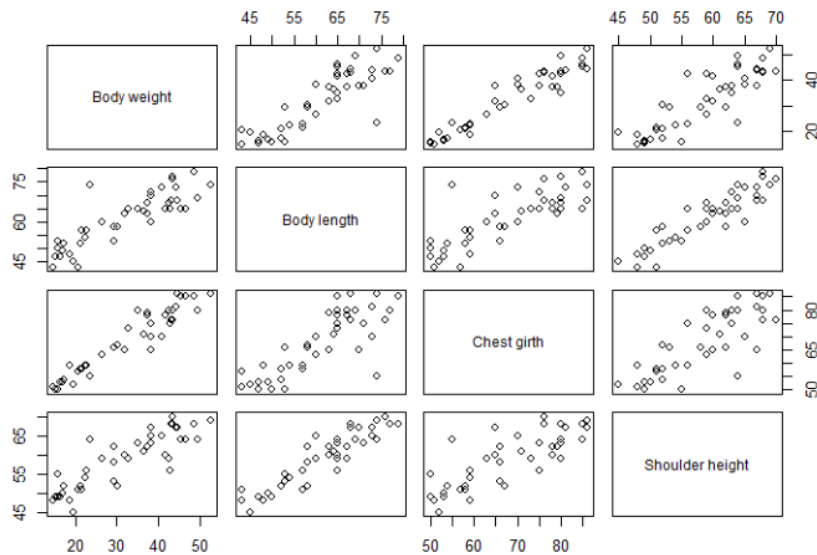 45 55 65 75
45 50 55 60 65 70
Body weight
20 40
45 60 75
Body length
Chest girth
50 65 80
45 55 65
Shoulder height
20 30 40 50
50 60 70 80